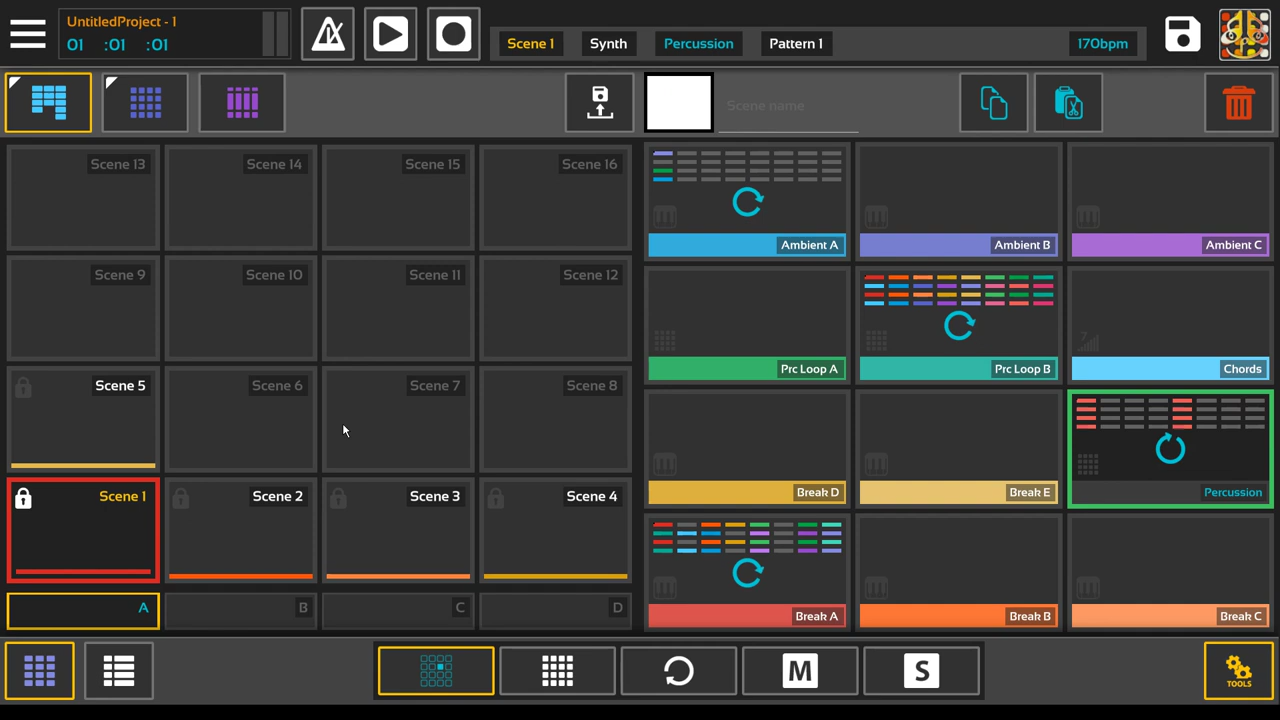 UntitledProject - 1
01 :01 :01
Scene 1 Synth Percussion Pattern 1 170bpm
Scene name
Scene 13 Scene 14 Scene 15 Scene 16
Scene 9 Scene 10 Scene 11 Scene 12
Scene 5 Scene 6 Scene 7 Scene 8
Scene 1 Scene 2 Scene 3 Scene 4
A B C D
Ambient A Ambient B Ambient C
Prc Loop A Prc Loop B 7 Chords
Break D Break E Percussion
Break A Break B Break C
M S TOOLS